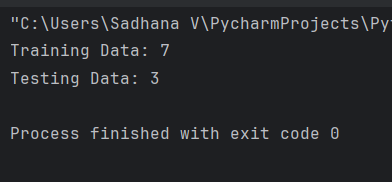 "C:\Users\Sadhana V\PycharmProjects\Py
Training Data: 7
Testing Data: 3
Process finished with exit code 0